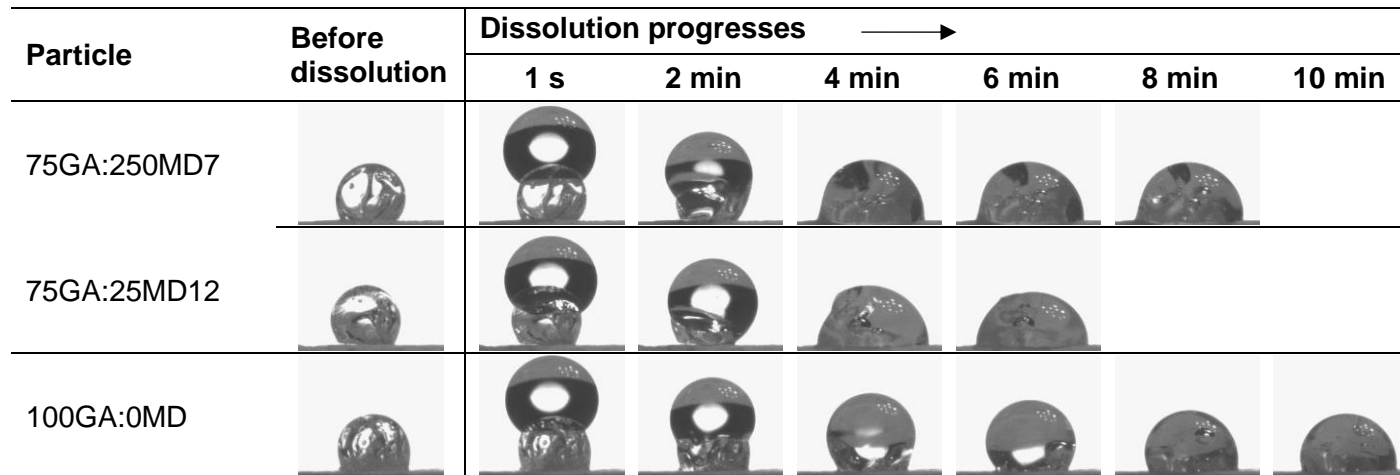 Particle
Before
dissolution
Dissolution progresses
1 s
2 min
4 min
6 min
8 min
10 min
75GA:250MD7
75GA:25MD12
100GA:0MD